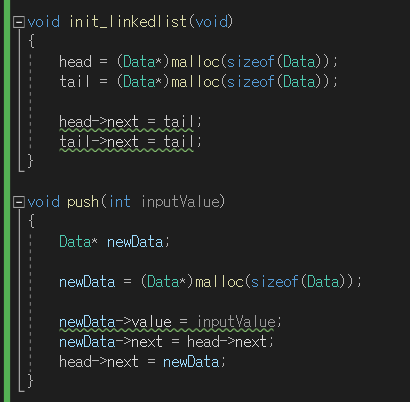 void init_linkedlist(void)
{
head = (Data*)malloc(sizeof(Data));
tail = (Data*)malloc(sizeof(Data));
head->next = tail;
tail->next = tail;
}
void push(int inputValue)
{
Data* newData;
newData = (Data*)malloc(sizeof(Data));
newData->value = inputValue;
newData->next = head->next;
head->next = newData;
}